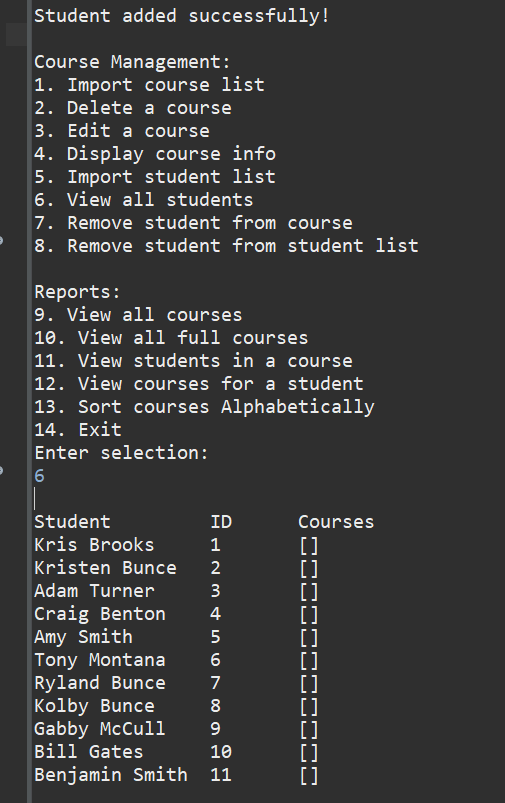 Student added successfully!
Course Management:
1. Import course list
2. Delete a course
3. Edit a course
4. Display course info
5. Import student list
6. View all students
7. Remove student from course
8. Remove student from student list
Reports:
9. View all courses
10. View all full courses
11. View students in a course
12. View courses for a student
13. Sort courses Alphabetically
14. Exit
Enter selection:
6
Student ID Courses
Kris Brooks 1 []
Kristen Bunce 2 []
Adam Turner 3 []
Craig Benton 4 []
Amy Smith 5 []
Tony Montana 6 []
Ryland Bunce 7 []
Kolby Bunce 8 []
Gabby McCull 9 []
Bill Gates 10 []
Benjamin Smith 11 []